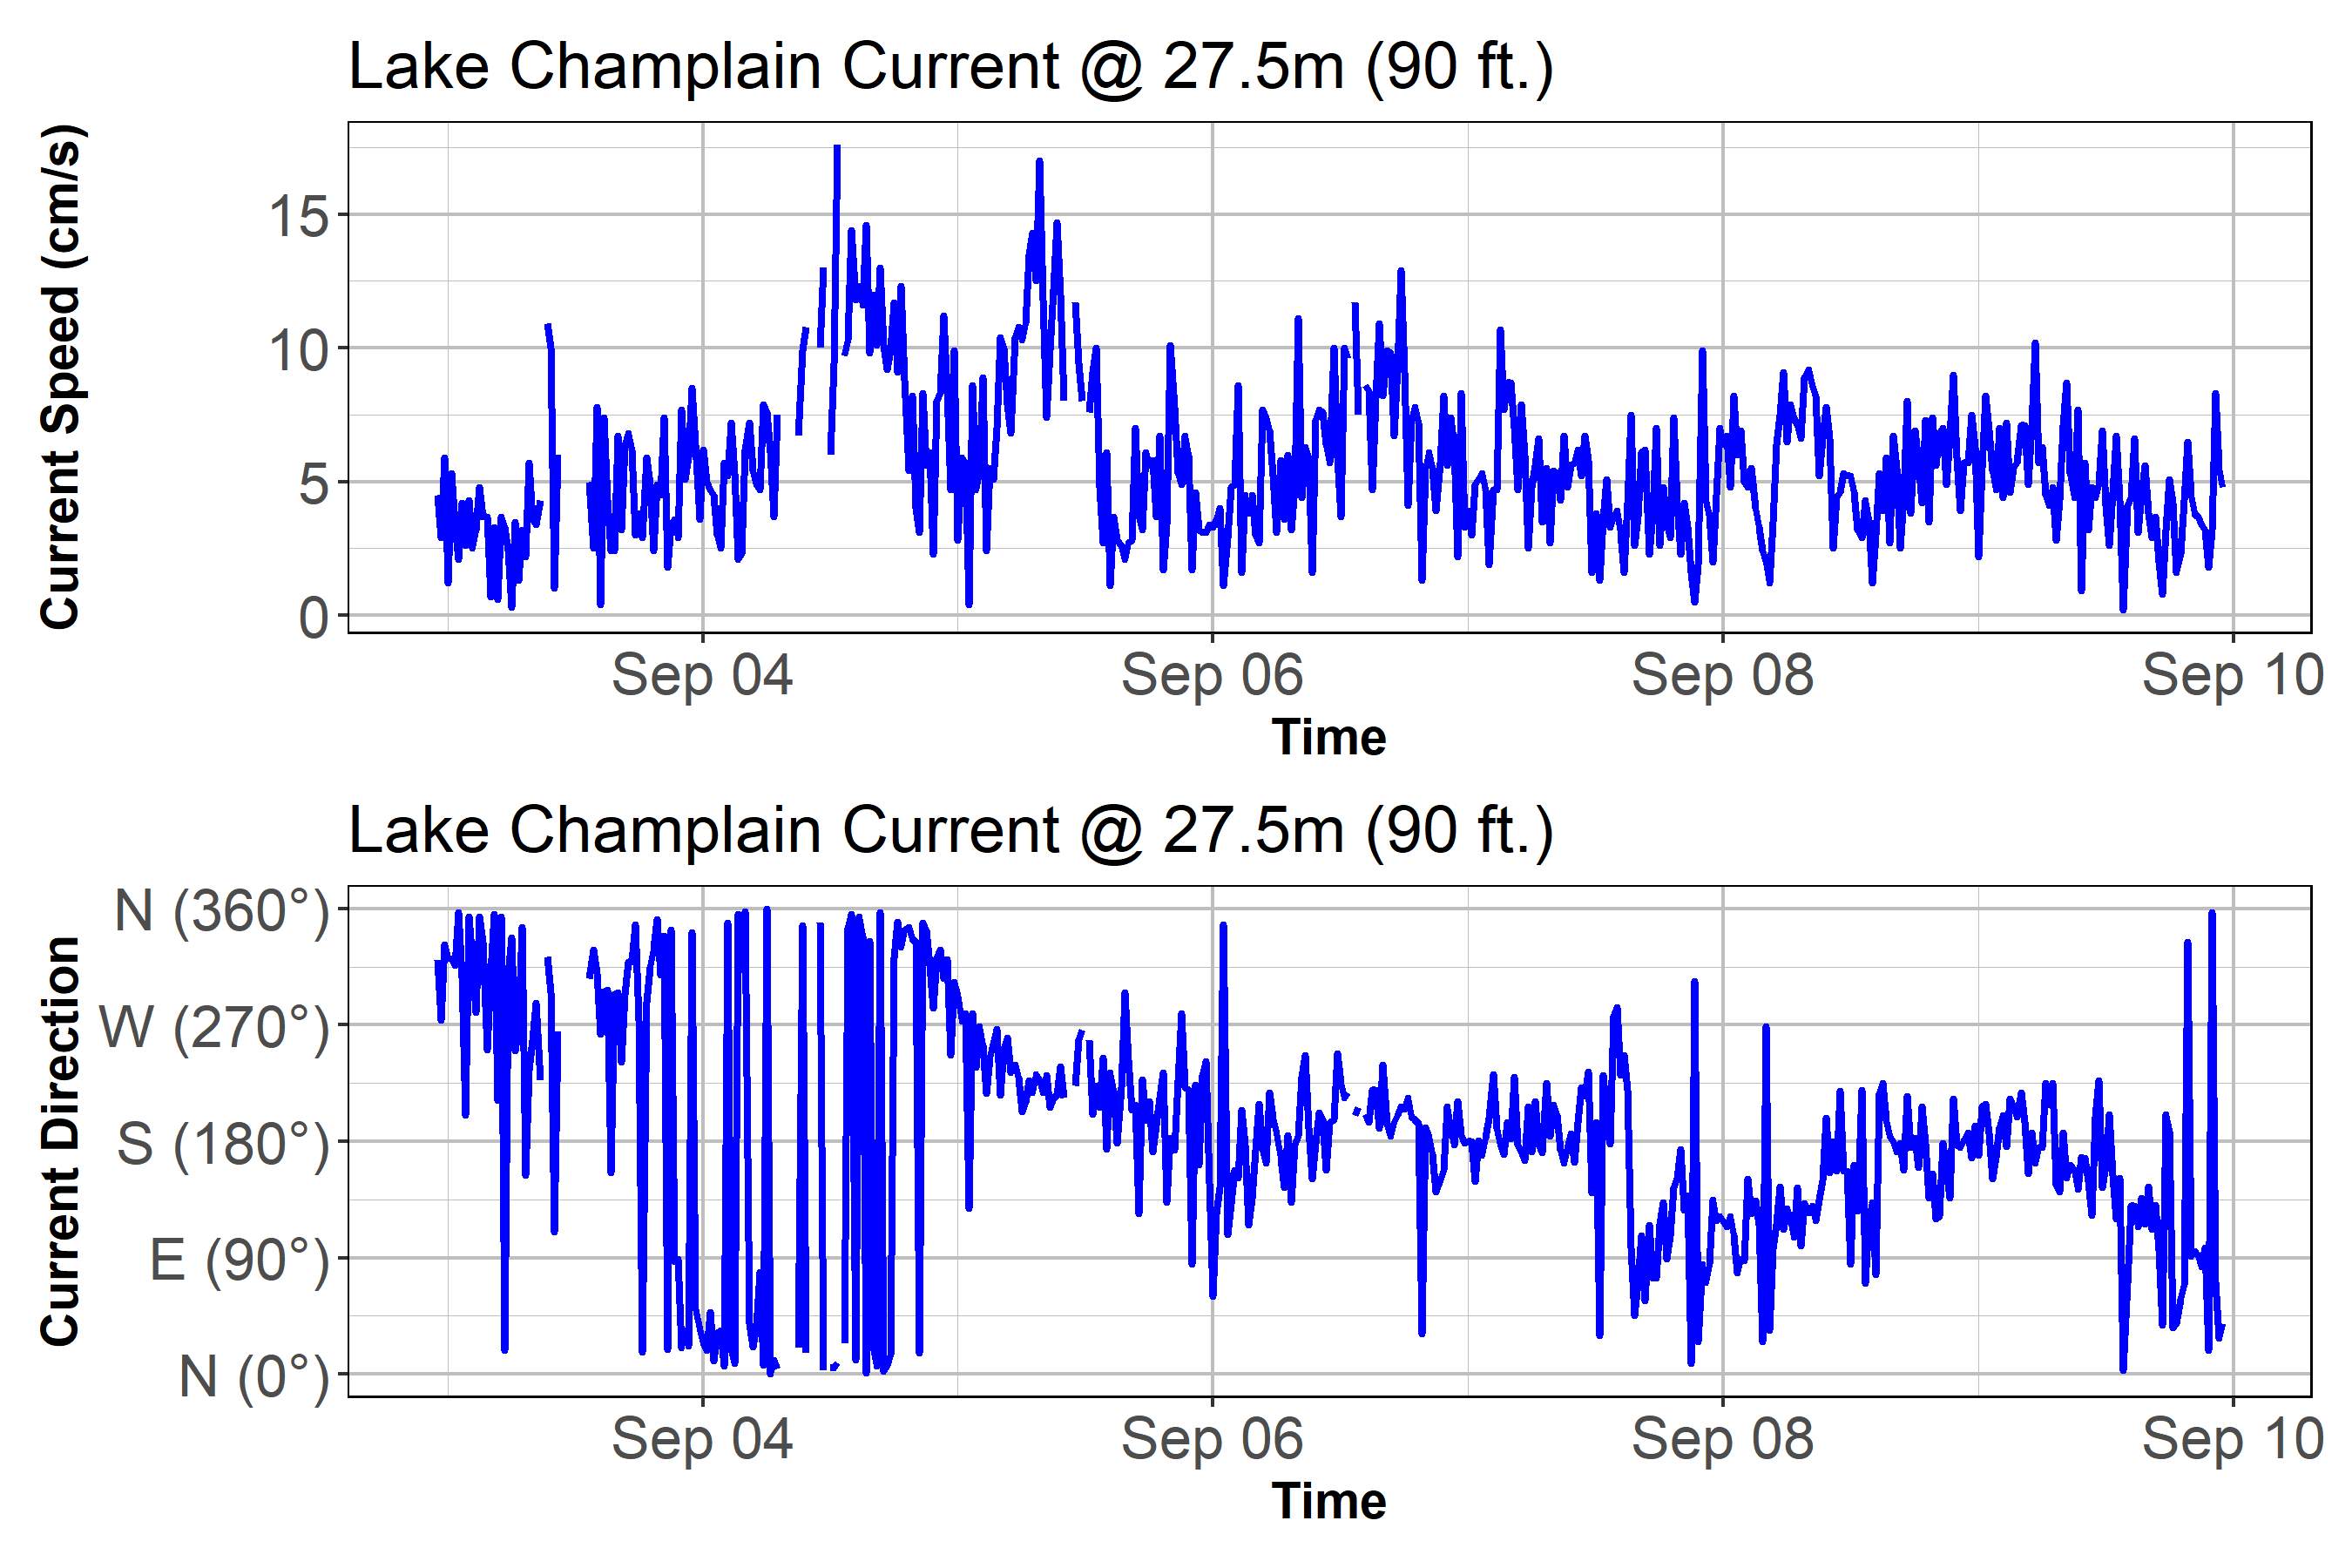 Lake Champlain Current @ 27.5m (90 ft.)
Current Speed (cm/s)
15
10
5
0
Sep 04 Sep 06 Sep 08 Sep 10
Time
Lake Champlain Current @ 27.5m (90 ft.)
Current Direction
N (360°)
W (270°)
S (180°)
E (90°)
N (0°)
Sep 04 Sep 06 Sep 08 Sep 10
Time